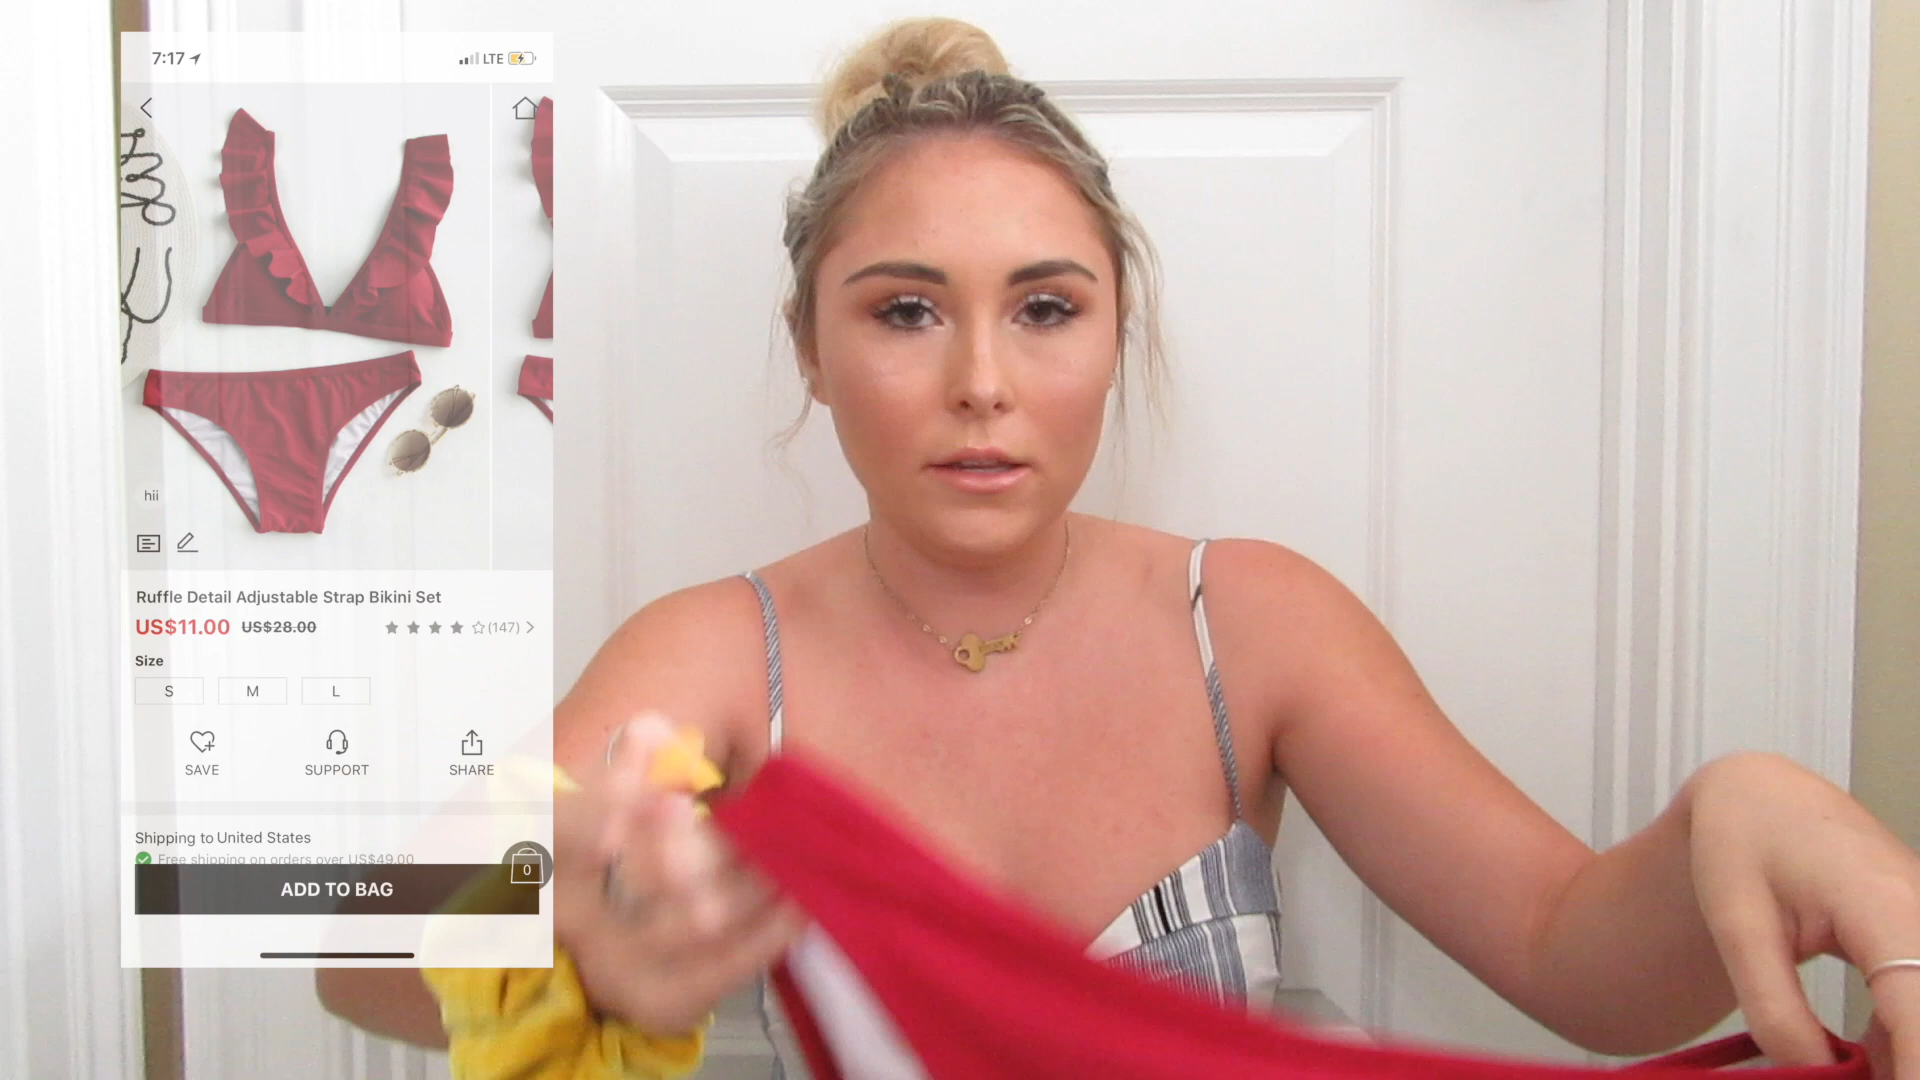 7:17
LTE
hii
Ruffle Detail Adjustable Strap Bikini Set
US$11.00 US$28.00 (147)
Size
S M L
SAVE SUPPORT SHARE
Shipping to United States
Free shipping on orders over US$49.00
0
ADD TO BAG